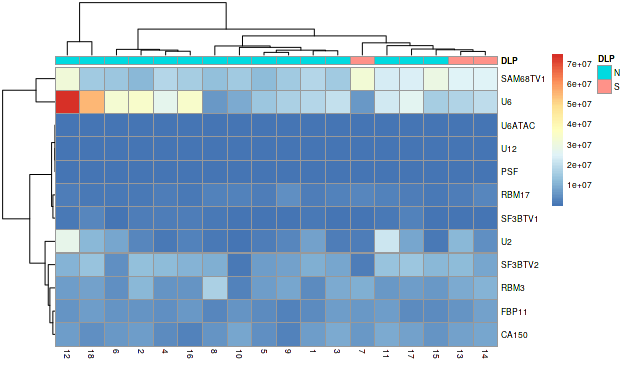 DLP
DLP
N
S
7e+07
6e+07
5e+07
4e+07
3e+07
2e+07
1e+07
SAM68TV1
U6
U6ATAC
U12
PSF
RBM17
SF3BTV1
U2
SF3BTV2
RBM3
FBP11
CA150
12 18 6 2 4 16 8 10 5 9 1 3 7 11 17 15 13 14